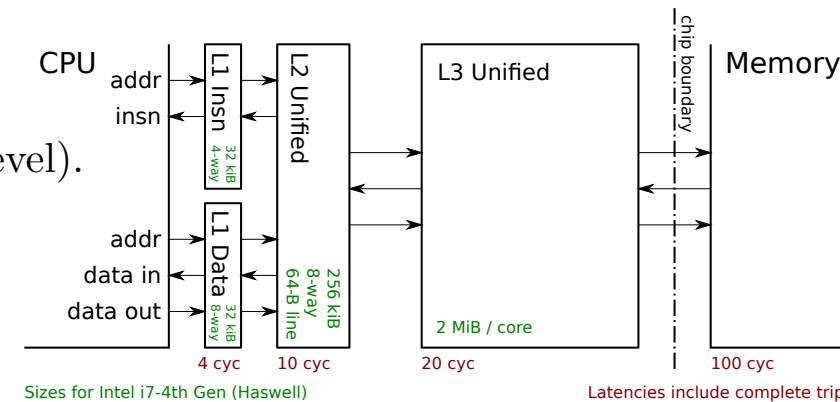 CPU
addr
insn
evel).
addr
data in
data out
L1 Insn
32 kiB
4-way
L1 Data
32 kiB
8-way
L2 Unified
256 kiB
8-way
64-B line
L3 Unified
2 MiB / core
chip boundary
Memory
4 cyc
10 cyc
20 cyc
100 cyc
Sizes for Intel i7-4th Gen (Haswell)
Latencies include complete trip